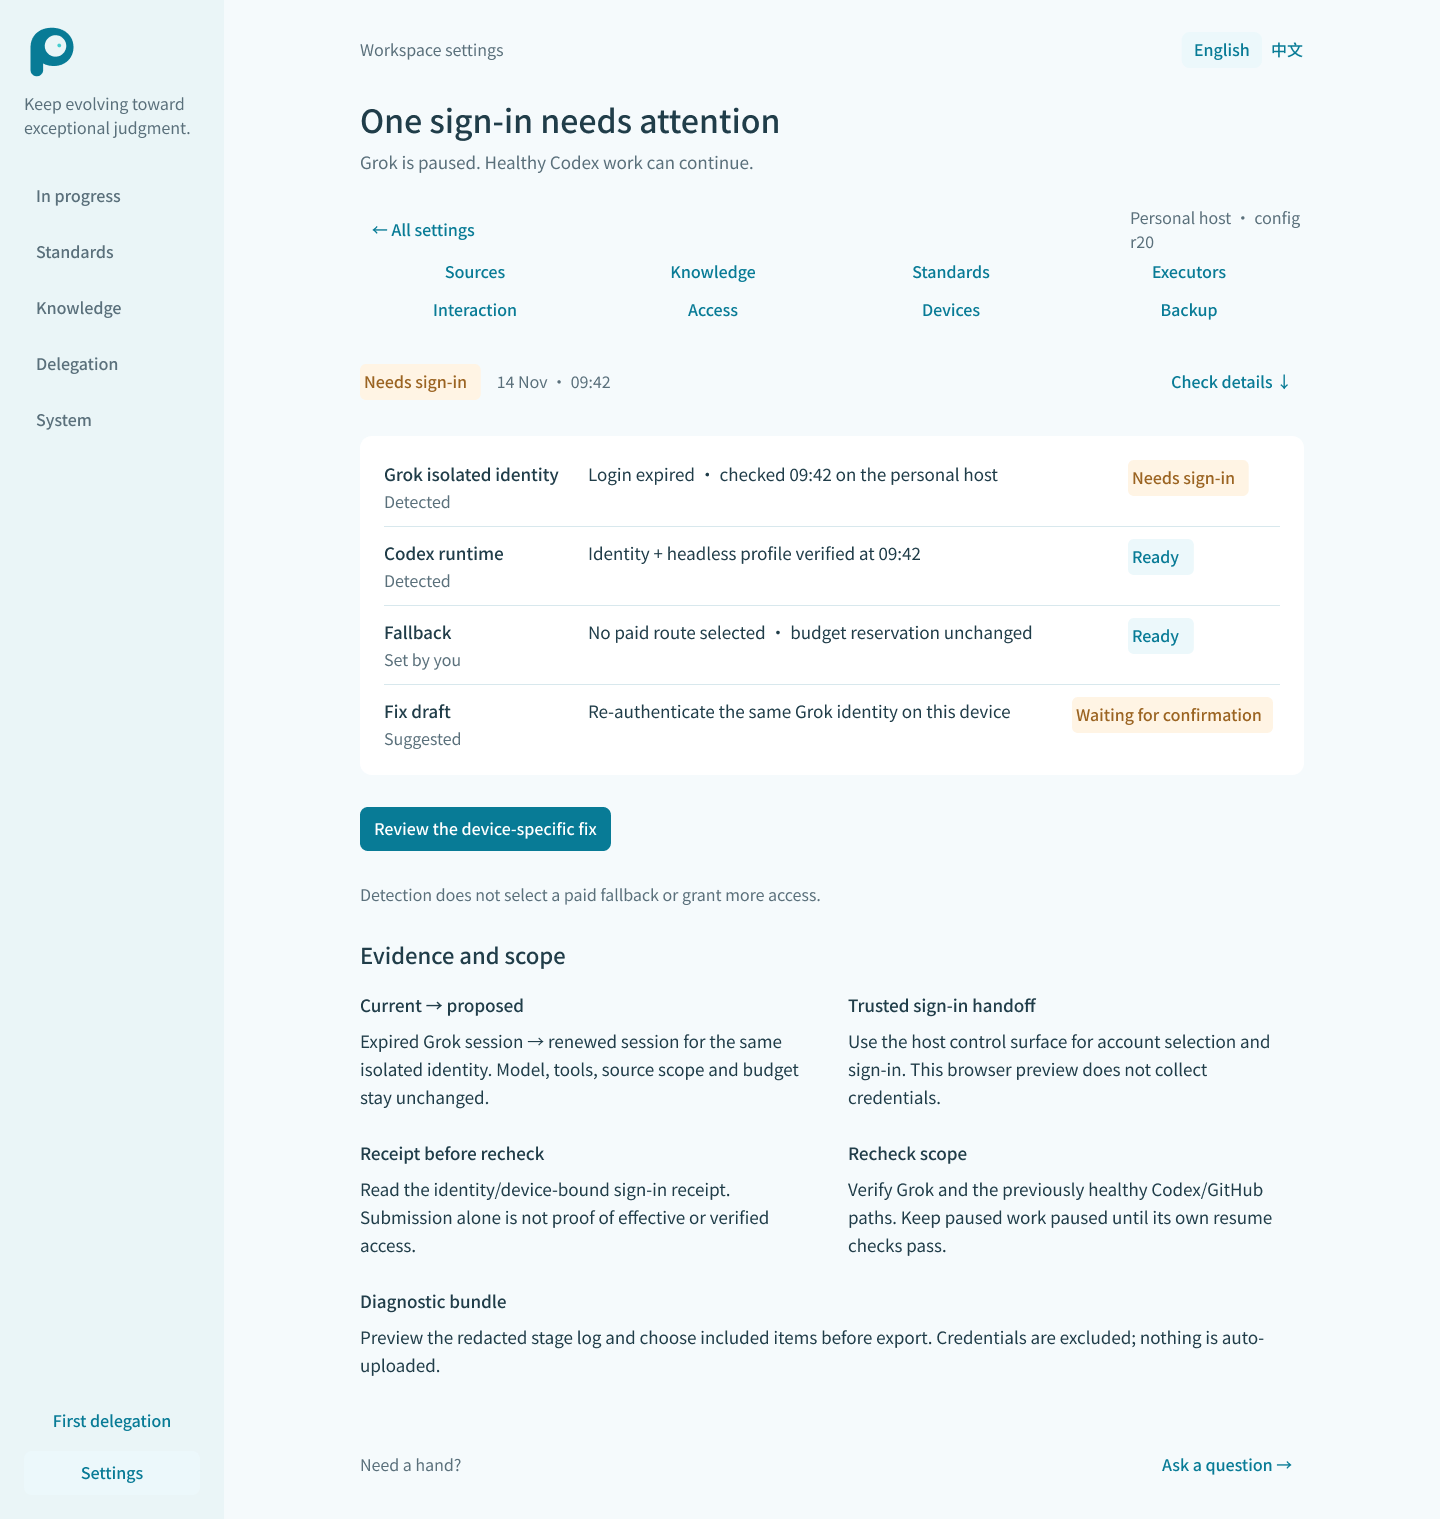 Keep evolving toward
exceptional judgment.
In progress
Standards
Knowledge
Delegation
System
First delegation
Settings
Workspace settings
English 中文
One sign-in needs attention
Grok is paused. Healthy Codex work can continue.
← All settings
Personal host · config
r20
Sources Knowledge Standards Executors
Interaction Access Devices Backup
Needs sign-in 14 Nov · 09:42 Check details ↓
Grok isolated identity Login expired · checked 09:42 on the personal host Needs sign-in
Detected
Codex runtime Identity + headless profile verified at 09:42 Ready
Detected
Fallback No paid route selected · budget reservation unchanged Ready
Set by you
Fix draft Re-authenticate the same Grok identity on this device Waiting for confirmation
Suggested
Review the device-specific fix
Detection does not select a paid fallback or grant more access.
Evidence and scope
Current → proposed
Expired Grok session → renewed session for the same
isolated identity. Model, tools, source scope and budget
stay unchanged.
Trusted sign-in handoff
Use the host control surface for account selection and
sign-in. This browser preview does not collect
credentials.
Receipt before recheck
Read the identity/device-bound sign-in receipt.
Submission alone is not proof of effective or verified
access.
Recheck scope
Verify Grok and the previously healthy Codex/GitHub
paths. Keep paused work paused until its own resume
checks pass.
Diagnostic bundle
Preview the redacted stage log and choose included items before export. Credentials are excluded; nothing is auto-
uploaded.
Need a hand? Ask a question →